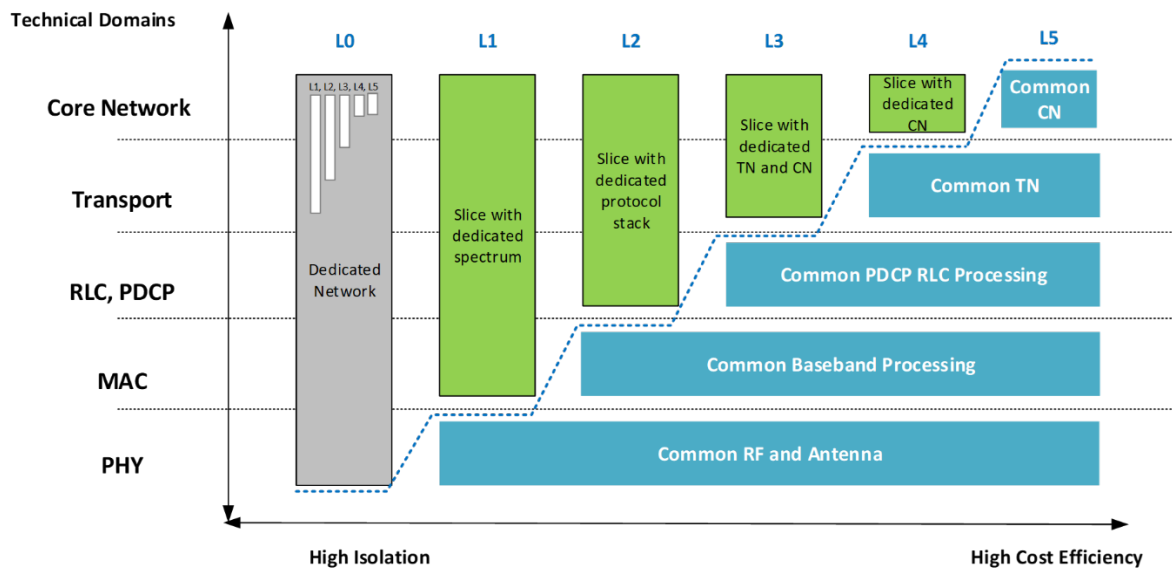 Technical Domains
L0
L1
L2
L3
L4
L5
L1, L2, L3, L4, L5
Core Network
Transport
RLC, PDCP
MAC
PHY
Dedicated
Network
Slice with
dedicated
spectrum
Slice with
dedicated
protocol
stack
Slice with
dedicated
TN and CN
Slice with
dedicated
CN
Common
CN
Common TN
Common PDCP RLC Processing
Common Baseband Processing
Common RF and Antenna
High Isolation
High Cost Efficiency